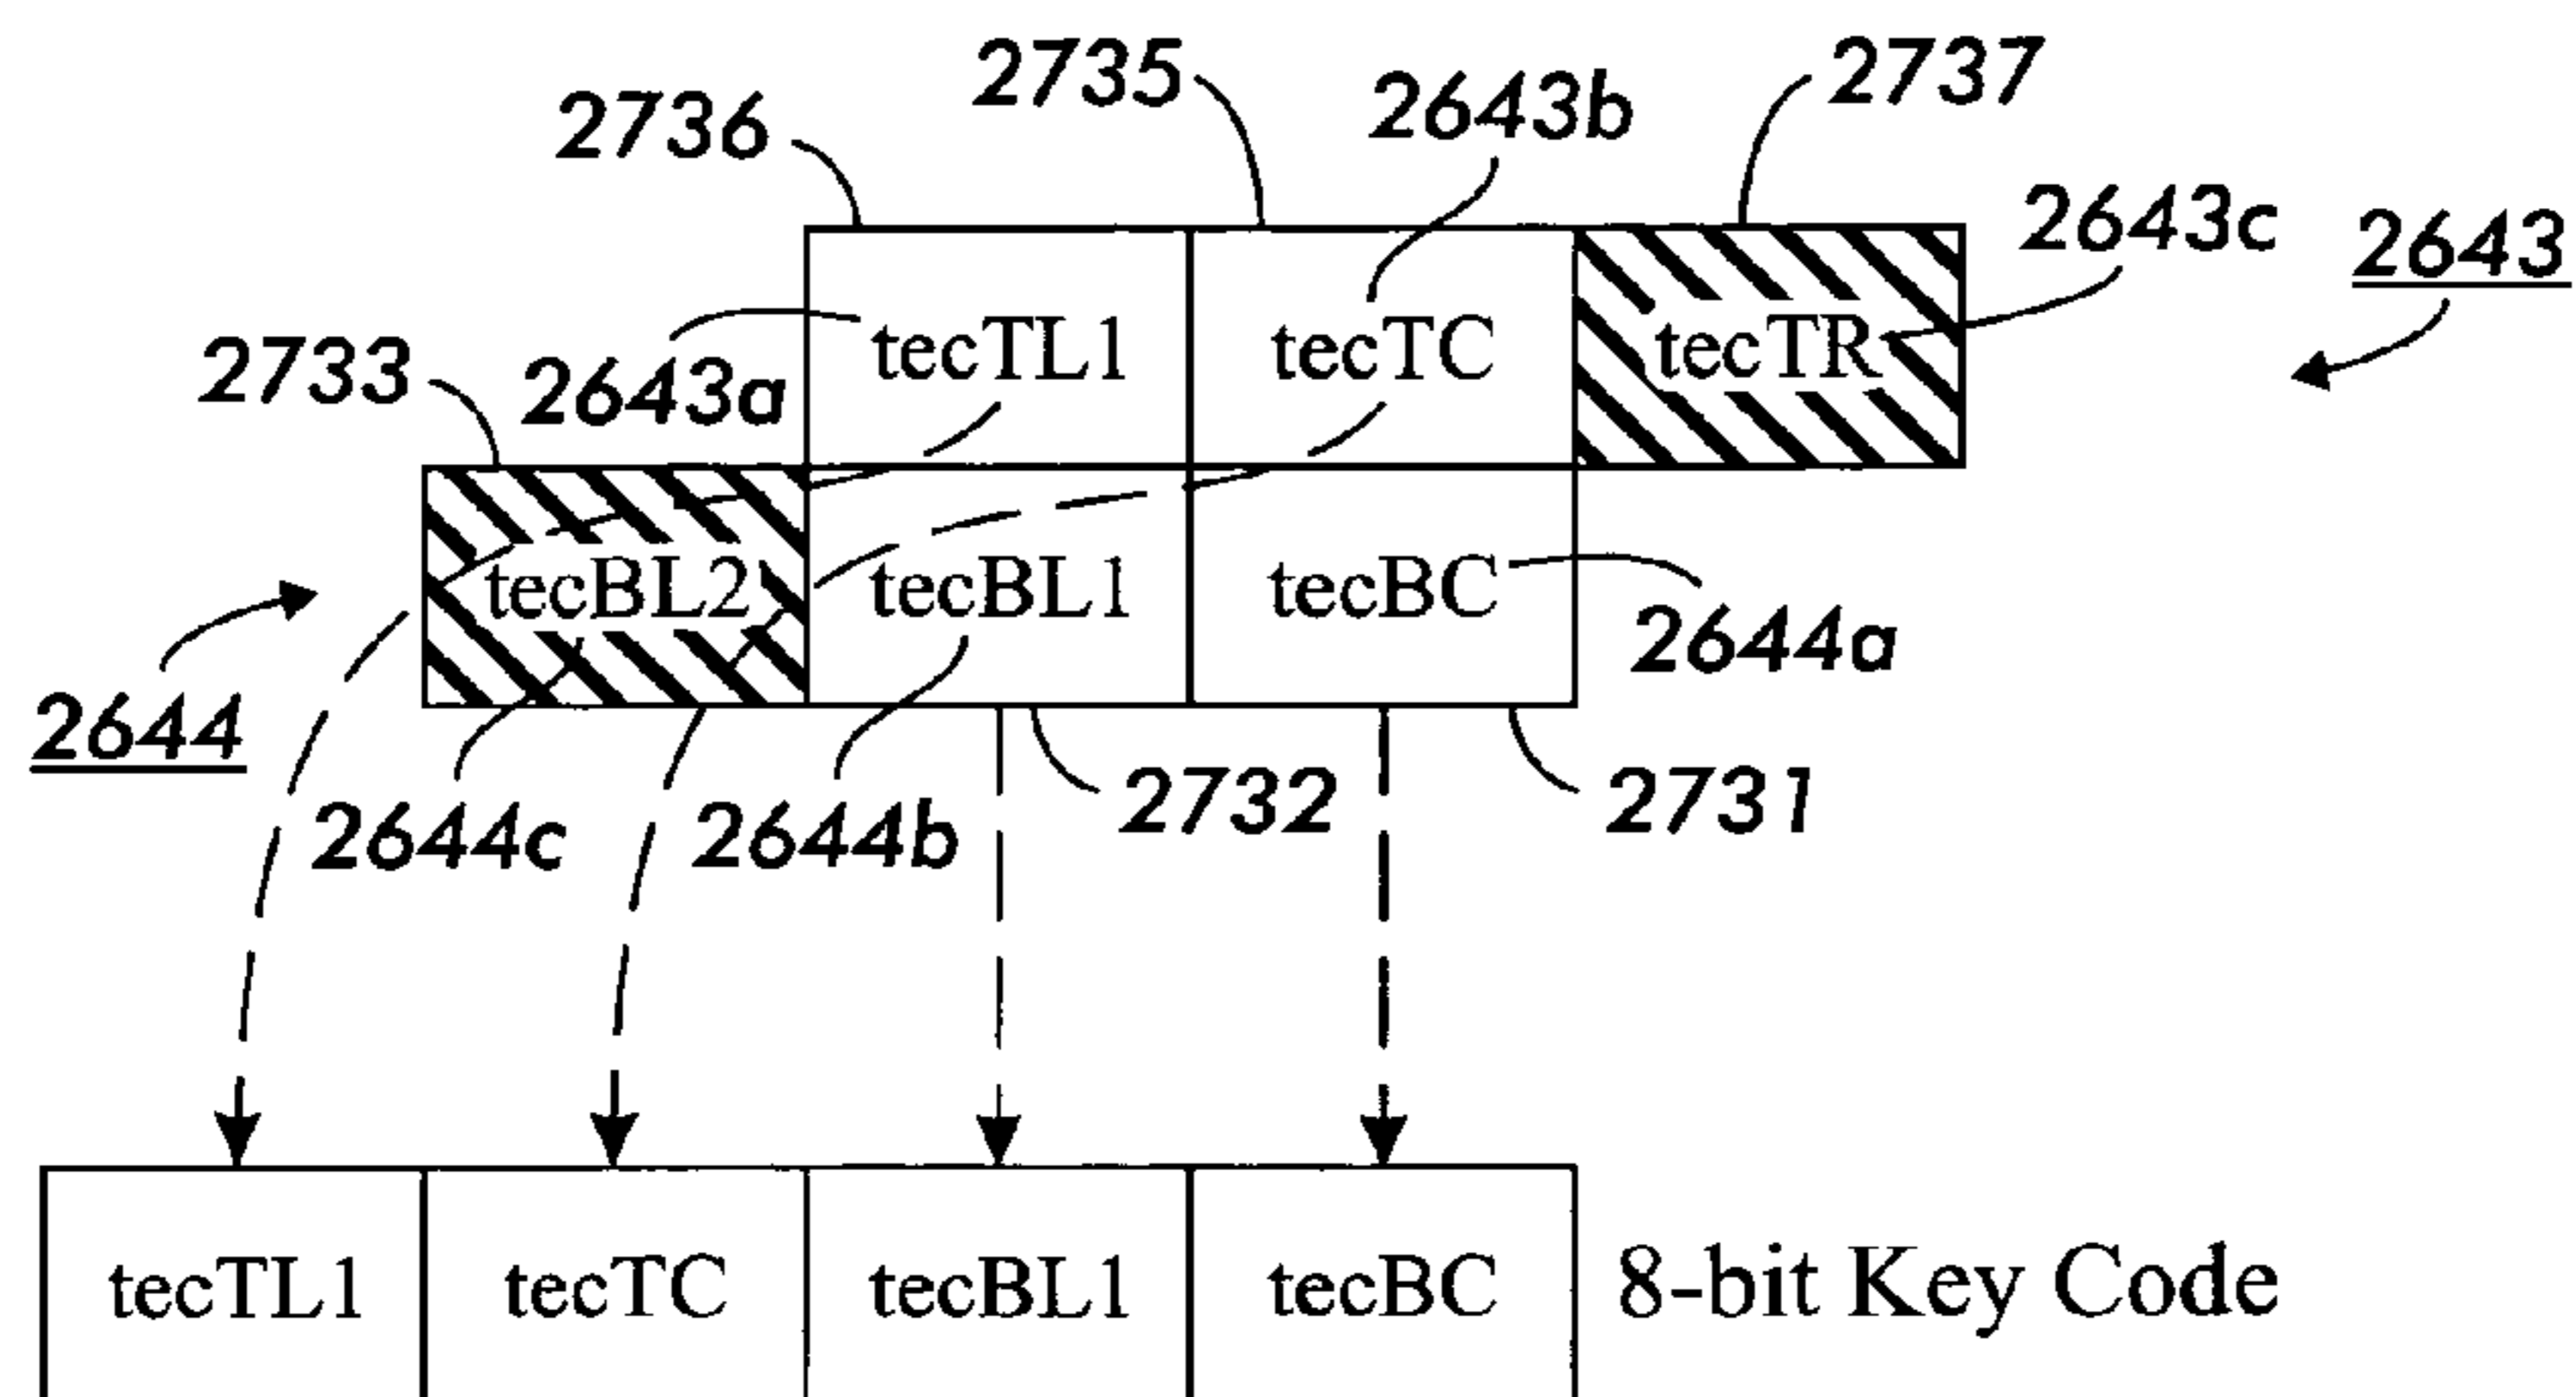 2736 2735 2643b 2737
2643c 2643
tecTL1 tecTC tecTR
2733 2643a
tecBL2 tecBL1 tecBC
2644 2644a
2644c 2644b 2732 2731
tecTL1 tecTC tecBL1 tecBC 8-bit Key Code